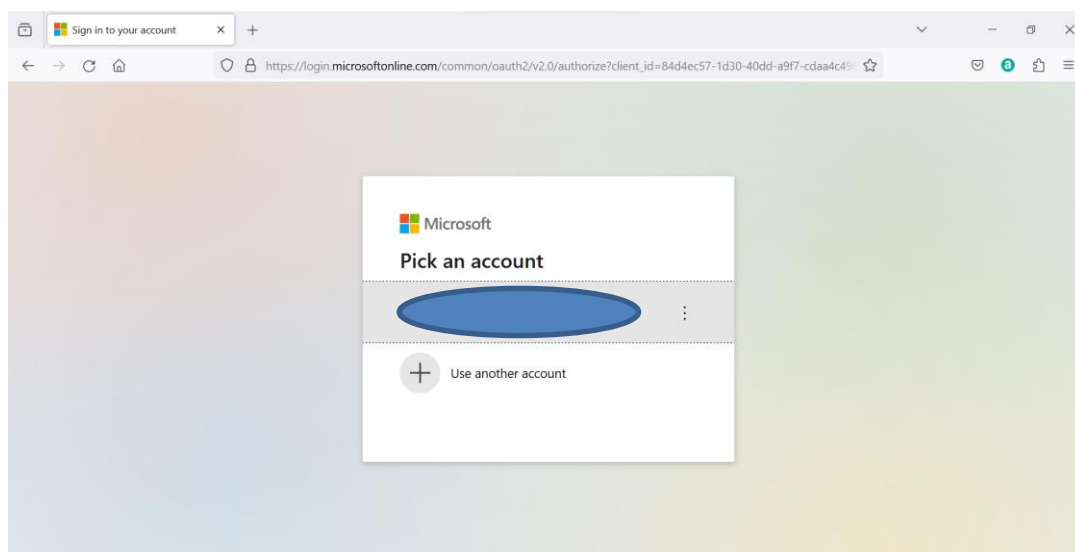 Sign in to your account
https://login.microsoftonline.com/common/oauth2/v2.0/authorize?client_id=84d4ec57-1d30-40dd-a9f7-cdaa4c49
a
Microsoft
Pick an account
Use another account